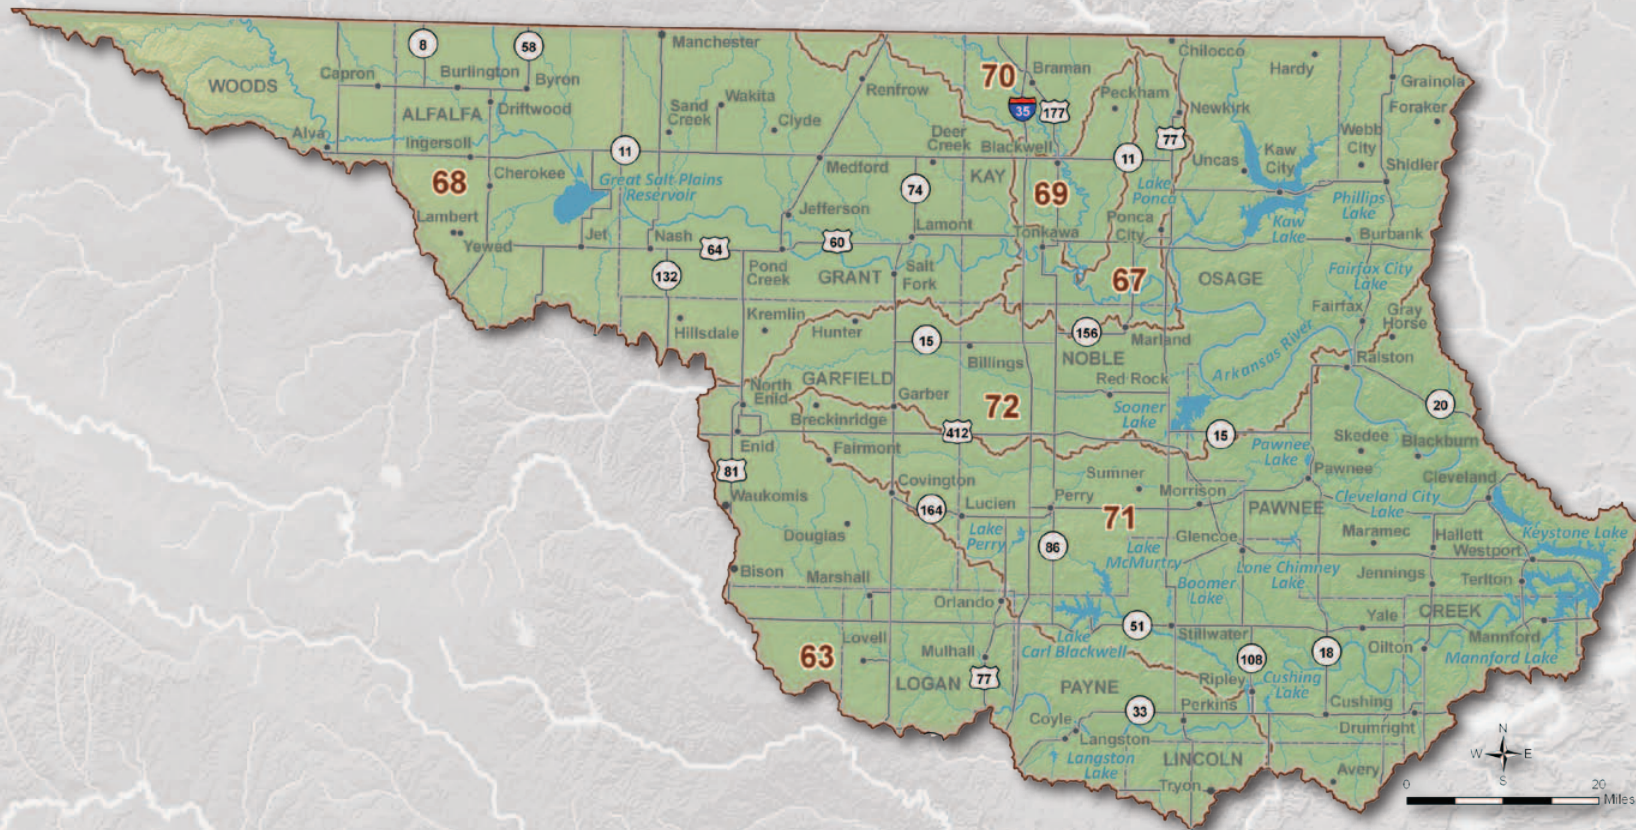 8
58
Manchester
Chilocco
Hardy
WOODS
Capron
Burlington
Byron
70
Braman
Grainola
Renfrow
Peckham
Foraker
ALFALFA
Driftwood
Sand
Creek
Wakita
Clyde
35
177
Newkirk
Alva
Ingersoll
11
Deer
Creek
Blackwell
11
77
Webb
City
Uncas
Kaw
City
Shidler
68
Cherokee
Great Salt Plains
Reservoir
Medford
74
KAY
69
Lake
Ponca
Phillips
Lake
Lambert
Jefferson
Lamont
Ponca
City
Kaw
Lake
Yewed
Jet
Nash
64
60
Tonkawa
Burbank
132
Pond
Creek
GRANT
Salt
Fork
67
OSAGE
Fairfax City
Lake
Hillsdale
Kremlin
Hunter
15
156
Marland
Fairfax
Gray
Horse
Billings
NOBLE
Arkansas River
Ralston
North
Enid
GARFIELD
Garber
Red Rock
Breckinridge
72
Sooner
Lake
20
412
15
Enid
Fairmont
Pawnee
Lake
Skedee
Blackburn
81
Sumner
Pawnee
Cleveland
Waukomis
Covington
Lucien
Perry
Morrison
Cleveland City
Lake
164
71
PAWNEE
Douglas
Lake
Perry
86
Lake
McMurtry
Glencoe
Maramec
Hallett
Westport
Keystone Lake
Bison
Marshall
Boomer
Lake
Lone Chimney
Lake
Jennings
Terlton
Orlando
51
Yale
CREEK
63
Lovell
Mulhall
Lake
Carl Blackwell
Stillwater
108
18
Oilton
Mannford
Mannford Lake
LOGAN
77
PAYNE
Ripley
Cushing
Lake
Coyle
33
Perkins
Cushing
Drumright
Langston
Langston
Lake
LINCOLN
Tryon
Avery
N
W
E
S
0
20
Miles